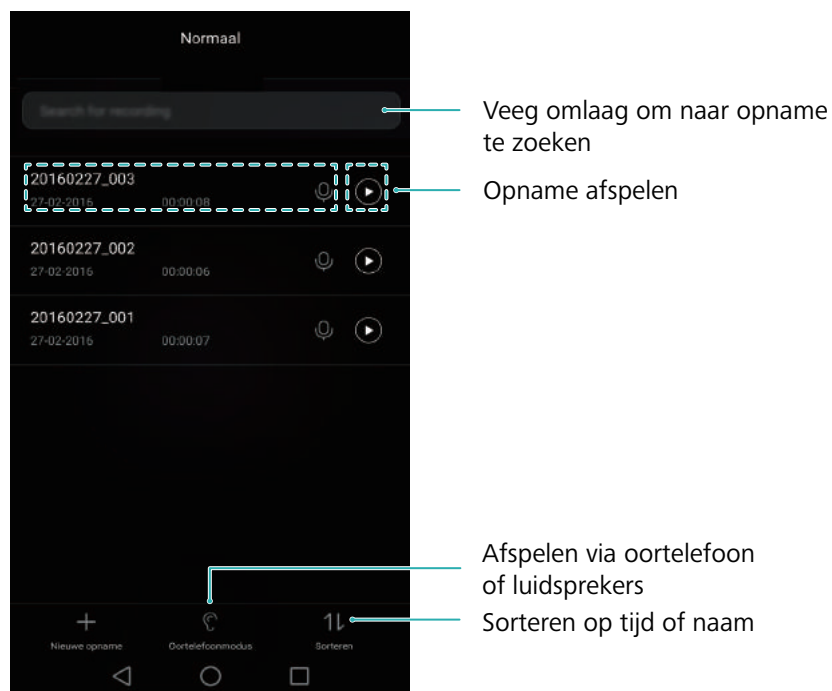 Normaal
Search for recording
Veeg omlaag om naar opname
te zoeken
20160227_003
27-02-2016 00:00:08
Opname afspelen
20160227_002
27-02-2016 00:00:06
20160227_001
27-02-2016 00:00:07
Afspelen via oortelefoon
of luidsprekers
Sorteren op tijd of naam
Nieuwe opname Oortelefoonmodus Sorteren